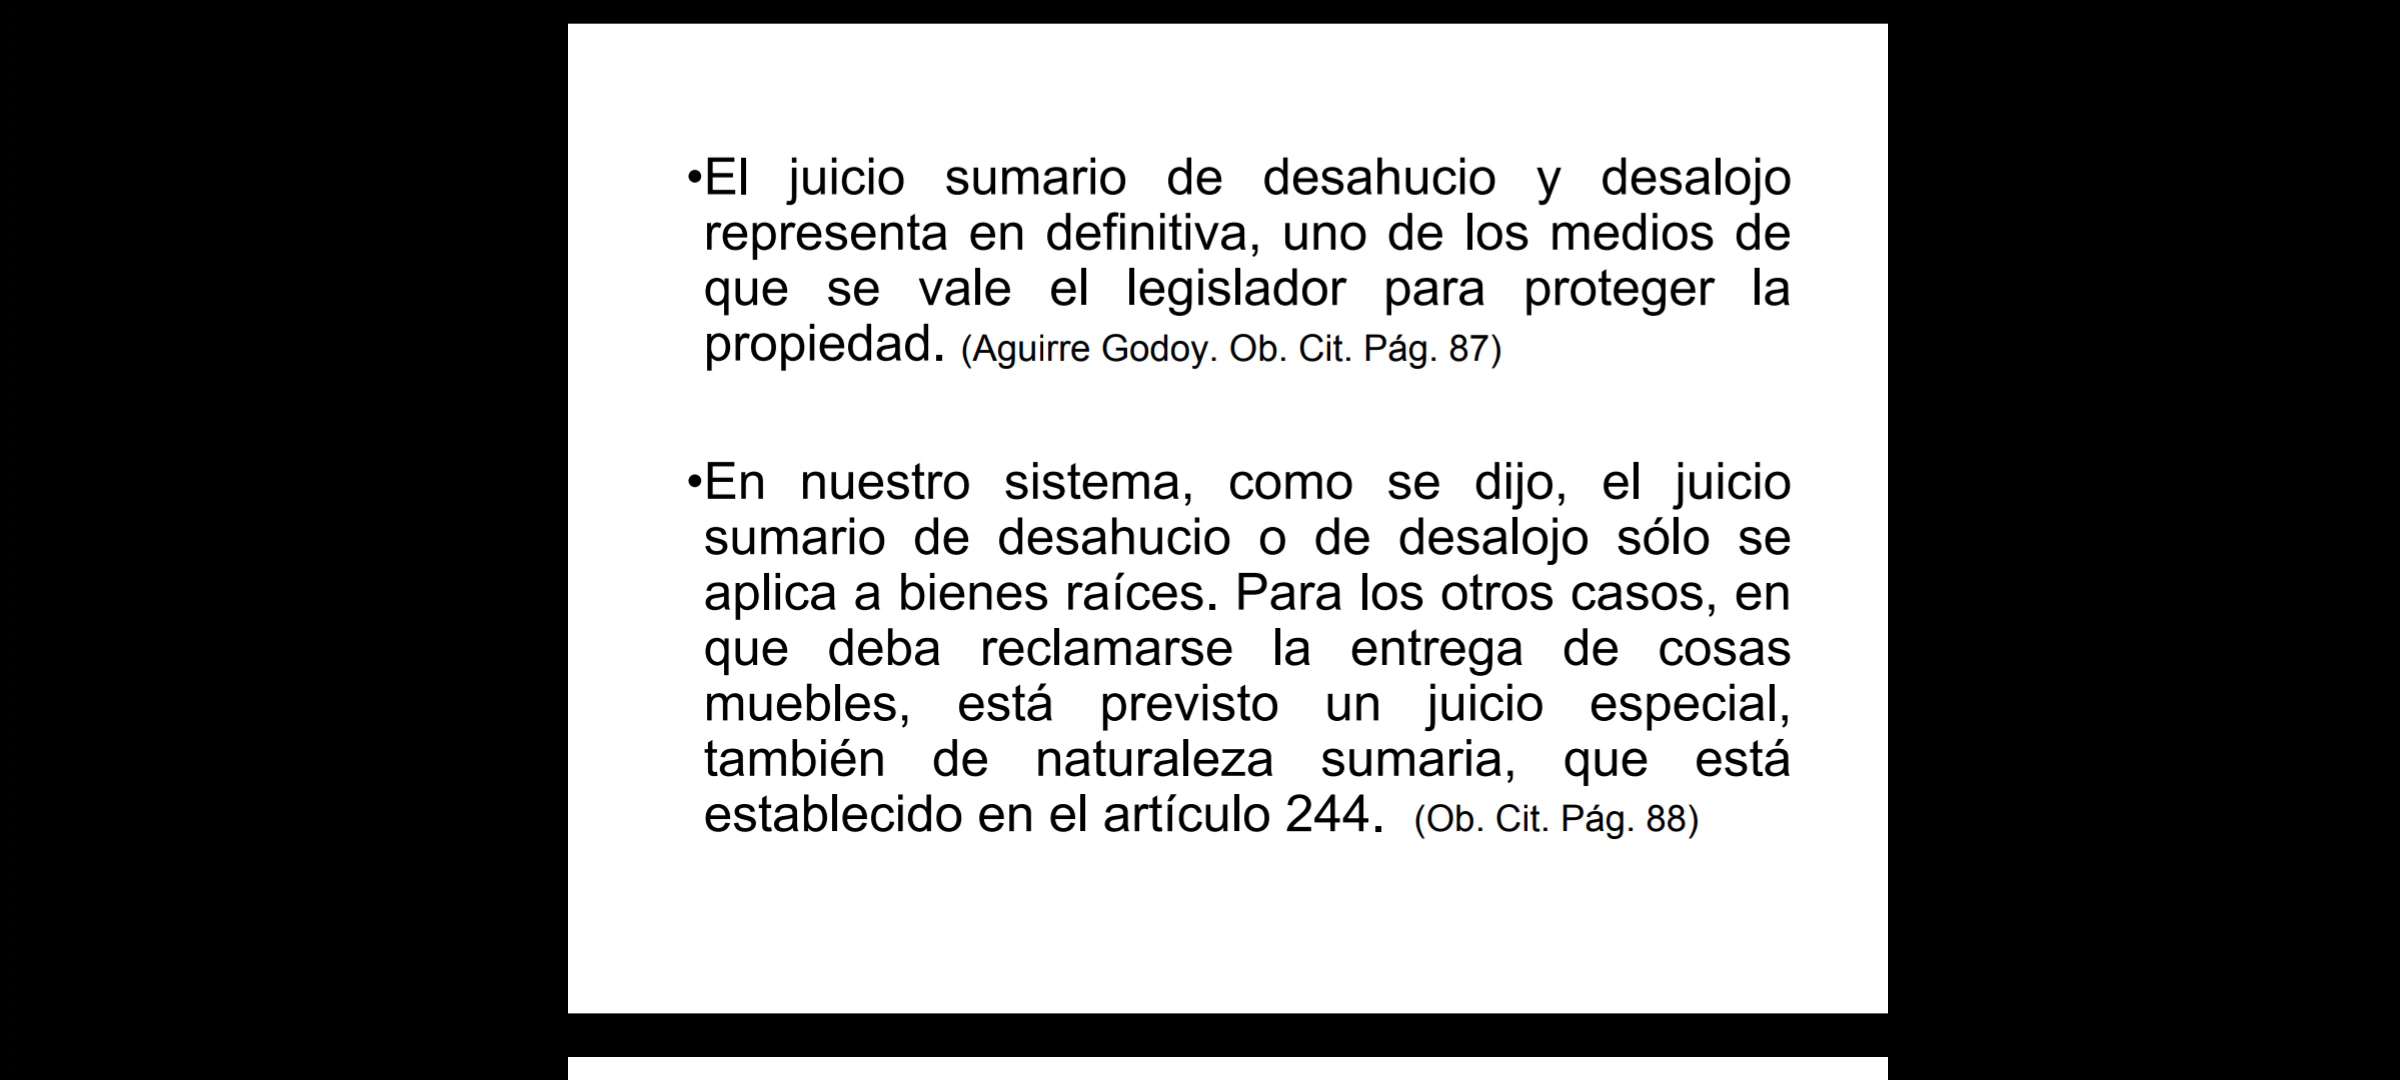 •El juicio sumario de desahucio y desalojo
representa en definitiva, uno de los medios de
que se vale el legislador para proteger la
propiedad. (Aguirre Godoy. Ob. Cit. Pág. 87)
•En nuestro sistema, como se dijo, el juicio
sumario de desahucio o de desalojo sólo se
aplica a bienes raíces. Para los otros casos, en
que deba reclamarse la entrega de cosas
muebles, está previsto un juicio especial,
también de naturaleza sumaria, que está
establecido en el artículo 244. (Ob. Cit. Pág. 88)